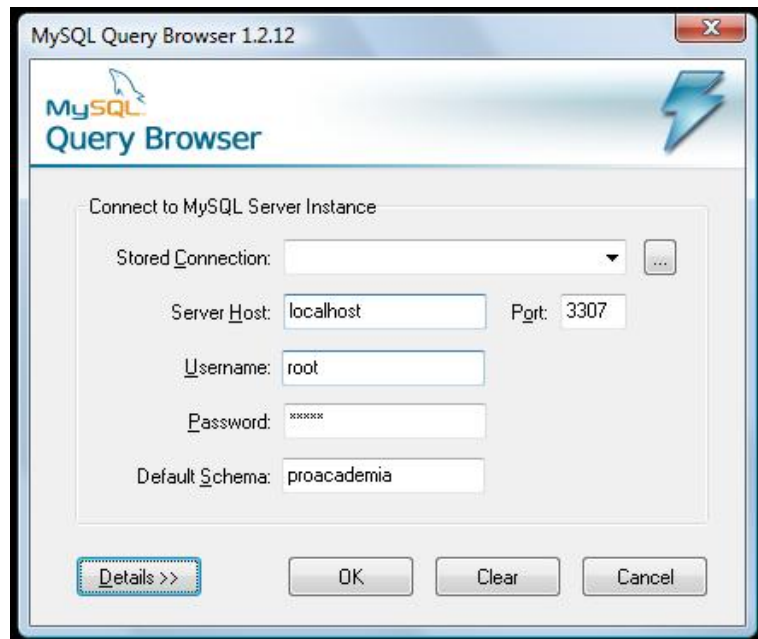 MySQL Query Browser 1.2.12
MySQL
Query Browser
Connect to MySQL Server Instance
Stored Connection:
...
Server Host: localhost Port: 3307
Username: root
Password: *****
Default Schema: proacademia
Details >> OK Clear Cancel